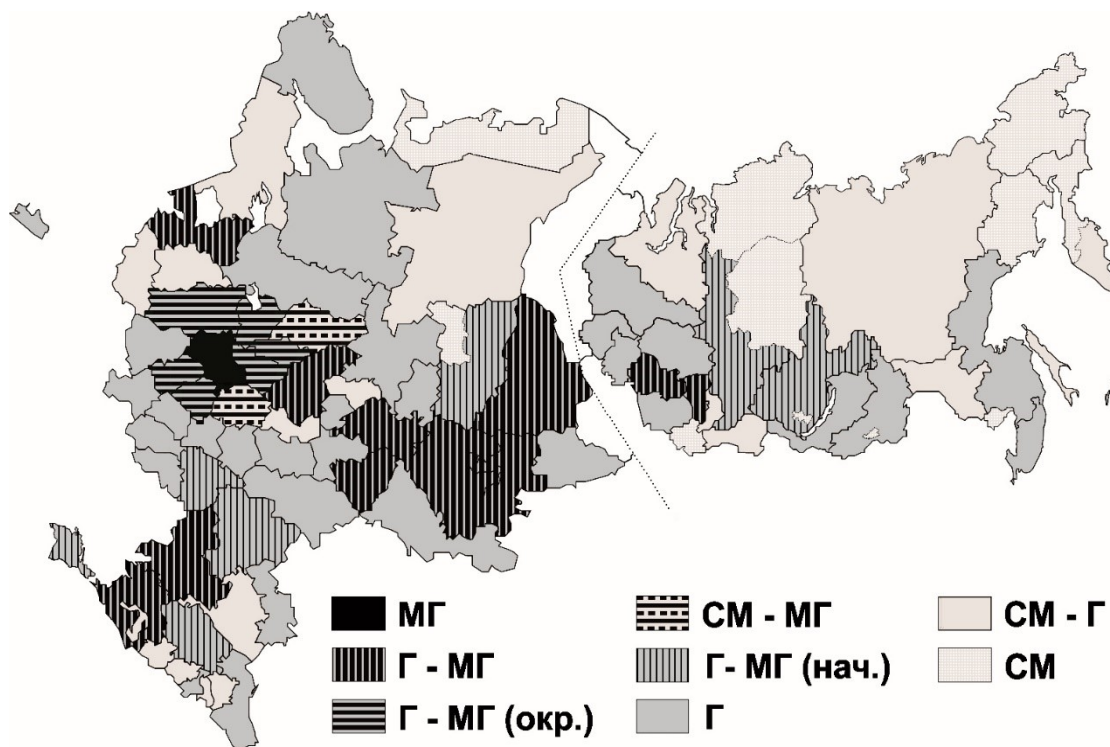 МГ
СМ - МГ
СМ - Г
Г - МГ
Г- МГ (нач.)
СМ
Г - МГ (окр.)
Г